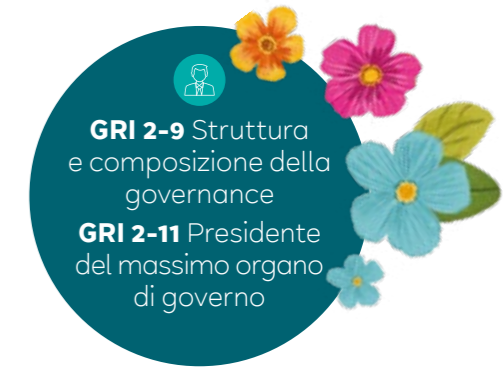 GRI 2-9 Struttura
e composizione della
governance
GRI 2-11 Presidente
del massimo organo
di governo